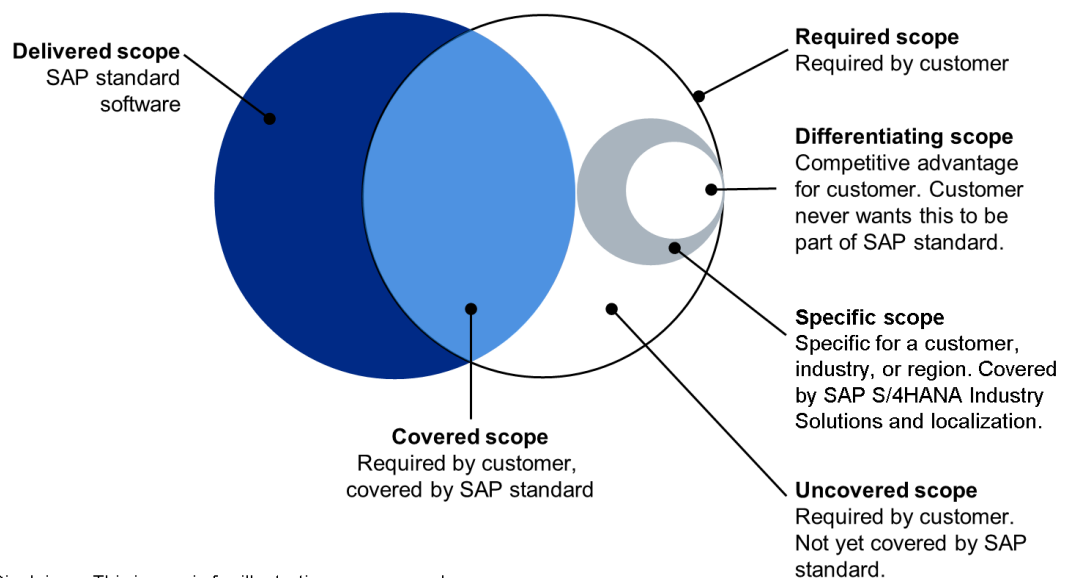 Delivered scope
SAP standard
software
Required scope
Required by customer
Differentiating scope
Competitive advantage
for customer. Customer
never wants this to be
part of SAP standard.
Specific scope
Specific for a customer,
industry, or region. Covered
by SAP S/4HANA Industry
Solutions and localization.
Covered scope
Required by customer,
covered by SAP standard
Uncovered scope
Required by customer.
Not yet covered by SAP
standard.